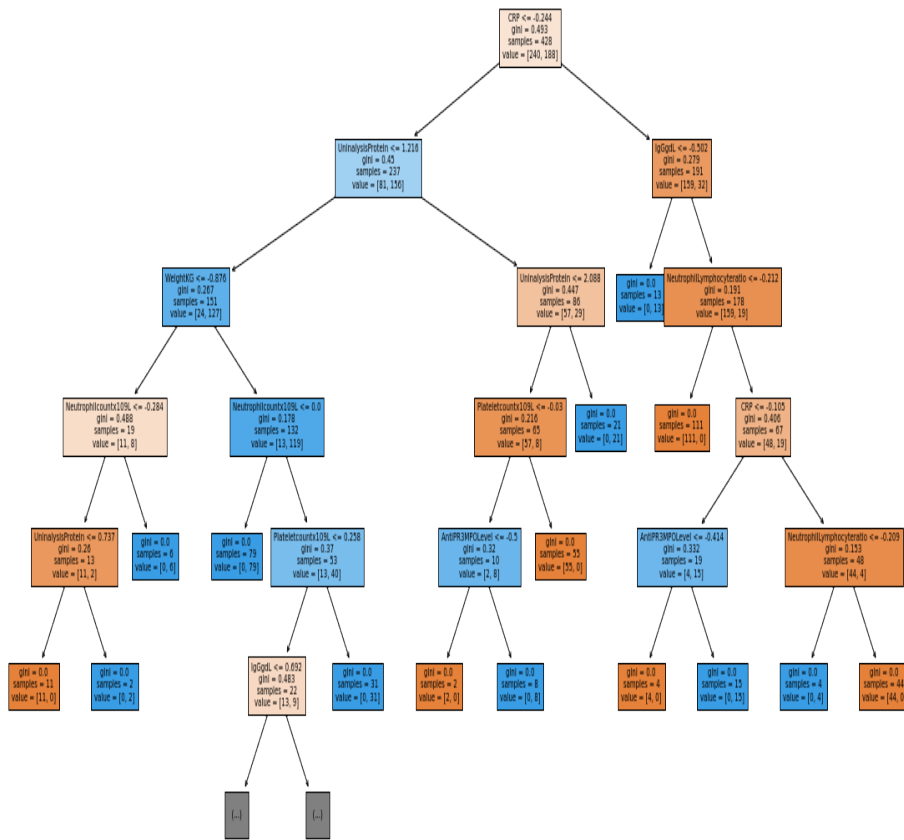 CRP <= -0.244
gini = 0.493
samples = 428
value = [240, 188]
UninalysisProtein <= 1.216
gini = 0.45
samples = 237
value = [81, 156]
IgGgdL <= -0.502
gini = 0.279
samples = 191
value = [159, 32]
WeightKG <= -0.876
gini = 0.267
samples = 151
value = [24, 127]
UninalysisProtein <= 2.088
gini = 0.447
samples = 86
value = [57, 29]
gini = 0.0
samples = 13
value = [0, 13]
NeutrophilLymphocyteratio <= -0.212
gini = 0.191
samples = 178
value = [159, 19]
Neutrophilcountx109L <= -0.284
gini = 0.488
samples = 19
value = [11, 8]
Neutrophilcountx109L <= 0.0
gini = 0.178
samples = 132
value = [13, 119]
Plateletcountx109L <= -0.03
gini = 0.216
samples = 65
value = [57, 8]
gini = 0.0
samples = 21
value = [0, 21]
gini = 0.0
samples = 111
value = [111, 0]
CRP <= -0.105
gini = 0.406
samples = 67
value = [48, 19]
UninalysisProtein <= 0.737
gini = 0.26
samples = 13
value = [11, 2]
gini = 0.0
samples = 6
value = [0, 6]
gini = 0.0
samples = 79
value = [0, 79]
Plateletcountx109L <= 0.258
gini = 0.37
samples = 53
value = [13, 40]
AntiPR3MPOLevel <= -0.5
gini = 0.32
samples = 10
value = [2, 8]
gini = 0.0
samples = 55
value = [55, 0]
AntiPR3MPOLevel <= -0.414
gini = 0.332
samples = 19
value = [4, 15]
NeutrophilLymphocyteratio <= -0.209
gini = 0.153
samples = 48
value = [44, 4]
gini = 0.0
samples = 11
value = [11, 0]
gini = 0.0
samples = 2
value = [0, 2]
IgGgdL <= 0.692
gini = 0.483
samples = 22
value = [13, 9]
gini = 0.0
samples = 31
value = [0, 31]
gini = 0.0
samples = 2
value = [2, 0]
gini = 0.0
samples = 8
value = [0, 8]
gini = 0.0
samples = 4
value = [4, 0]
gini = 0.0
samples = 15
value = [0, 15]
gini = 0.0
samples = 4
value = [0, 4]
gini = 0.0
samples = 44
value = [44, 0
(...)
(...)